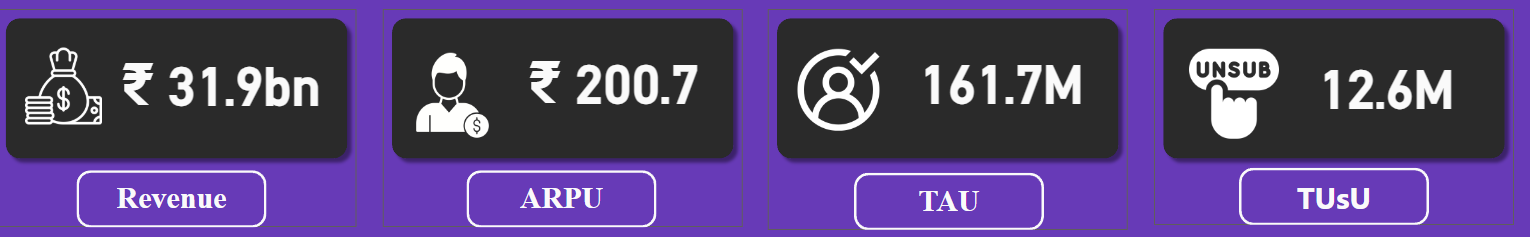 ₹ 31.9bn
Revenue
₹ 200.7
ARPU
161.7M
TAU
UNSUB
12.6M
TUsU